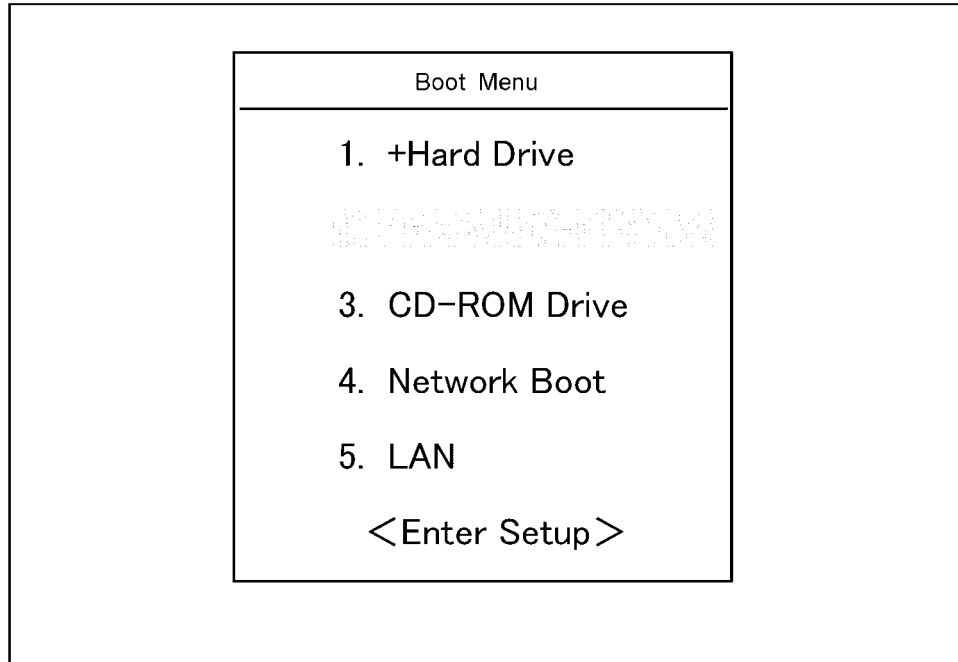 Boot Menu
1. +Hard Drive
3. CD-ROM Drive
4. Network Boot
5. LAN
<Enter Setup>